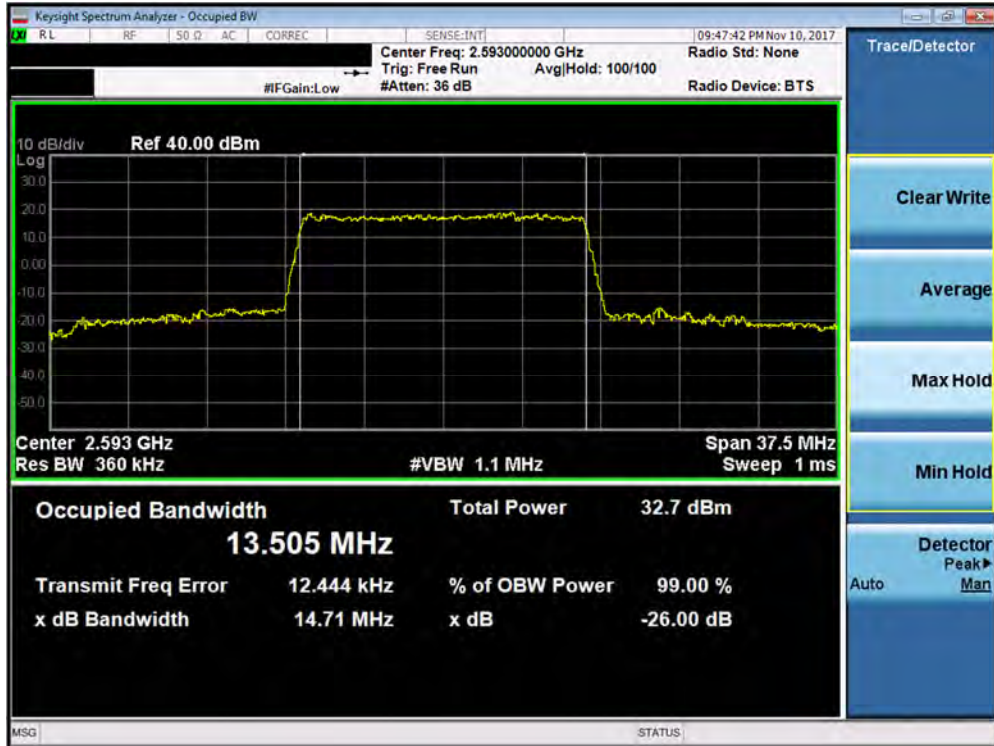 Keysight Spectrum Analyzer - Occupied BW
LXI RL RF 50 Ω AC CORREC SENSE:INT 09:47:42 PM Nov 10, 2017
Center Freq: 2.593000000 GHz Radio Std: None
Trig: Free Run Avg|Hold: 100/100
#IFGain:Low #Atten: 36 dB Radio Device: BTS
10 dB/div Ref 40.00 dBm
Log
30.0
20.0
10.0
0.00
-10.0
-20.0
-30.0
-40.0
-50.0
Center 2.593 GHz Span 37.5 MHz
Res BW 360 kHz #VBW 1.1 MHz Sweep 1 ms
Occupied Bandwidth Total Power 32.7 dBm
13.505 MHz
Transmit Freq Error 12.444 kHz % of OBW Power 99.00 %
x dB Bandwidth 14.71 MHz x dB -26.00 dB
Trace/Detector
Clear Write
Average
Max Hold
Min Hold
Detector
Peak▶
Auto Man
MSG STATUS